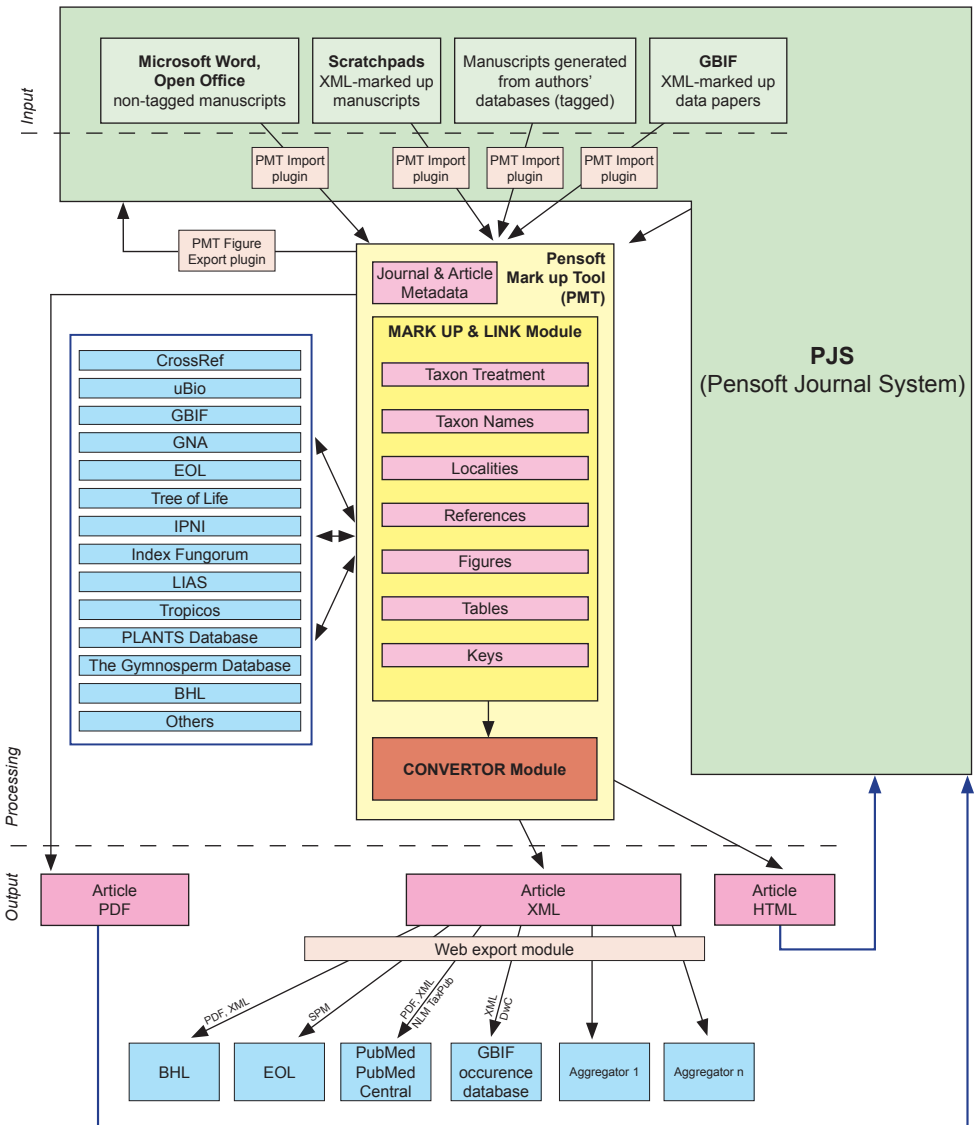 Microsoft Word,
Open Office
non-tagged manuscripts
Scratchpads
XML-marked up
manuscripts
Manuscripts generated
from authors'
databases (tagged)
GBIF
XML-marked up
data papers
Input
PMT Import
plugin
PMT Import
plugin
PMT Import
plugin
PMT Import
plugin
PMT Figure
Export plugin
Pensoft
Mark up Tool
(PMT)
Journal & Article
Metadata
MARK UP & LINK Module
Taxon Treatment
Taxon Names
Localities
References
Figures
Tables
Keys
CONVERTOR Module
PJS
(Pensoft Journal System)
CrossRef
uBio
GBIF
GNA
EOL
Tree of Life
IPNI
Index Fungorum
LIAS
Tropicos
PLANTS Database
The Gymnosperm Database
BHL
Others
Processing
Output
Article
PDF
Article
XML
Article
HTML
Web export module
PDF, XML
SPM
PDF, XML
NLM TaxPub
XML
DwC
BHL
EOL
PubMed
PubMed
Central
GBIF
occurence
database
Aggregator 1
Aggregator n